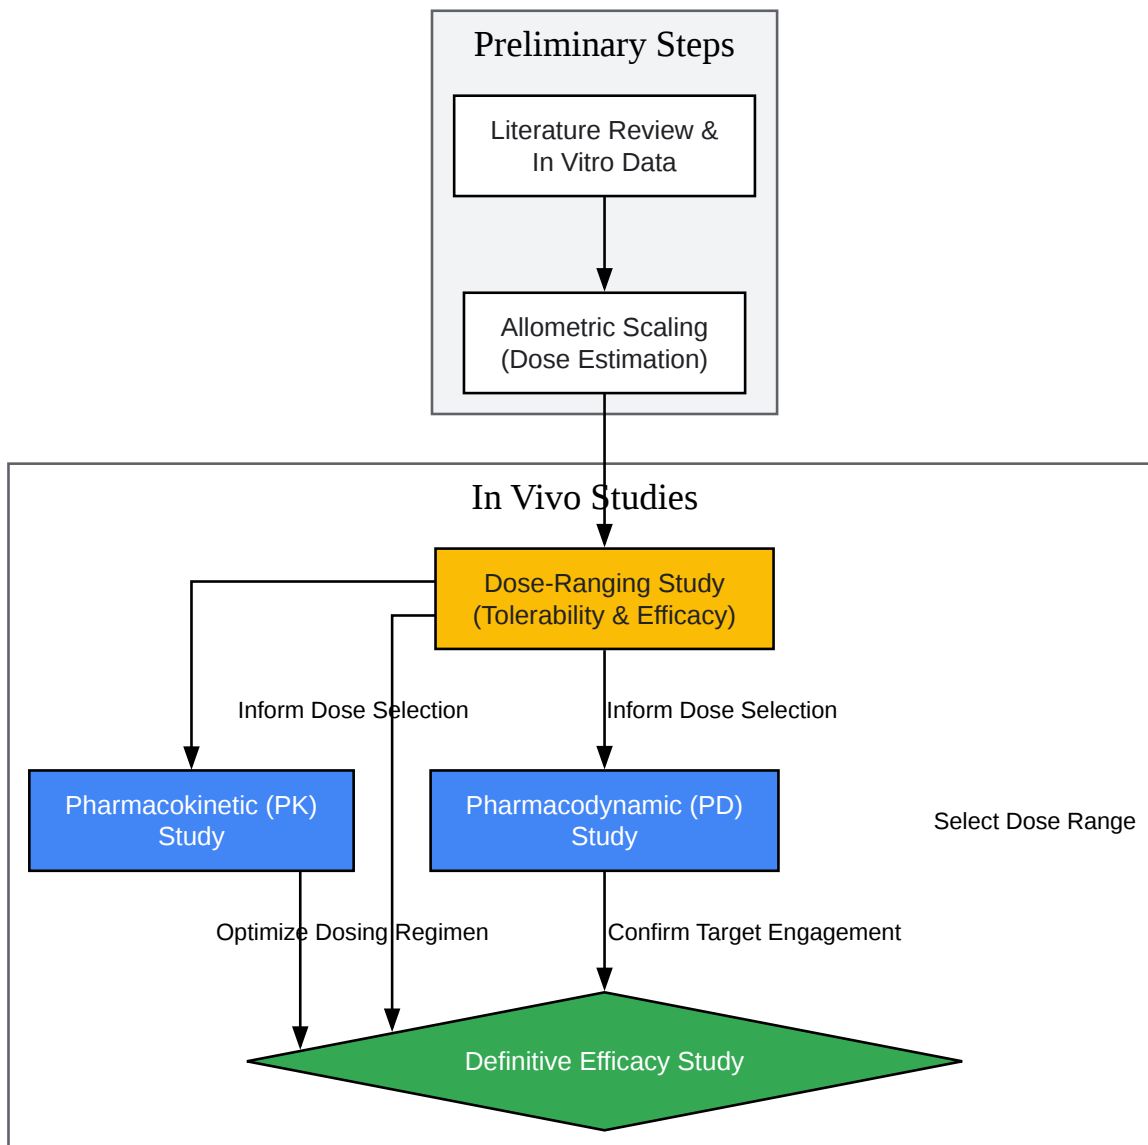 Preliminary Steps
Literature Review &
In Vitro Data
Allometric Scaling
(Dose Estimation)
In Vivo Studies
Dose-Ranging Study
(Tolerability & Efficacy)
Inform Dose Selection
Inform Dose Selection
Pharmacokinetic (PK)
Study
Pharmacodynamic (PD)
Study
Select Dose Range
Optimize Dosing Regimen
Confirm Target Engagement
Definitive Efficacy Study